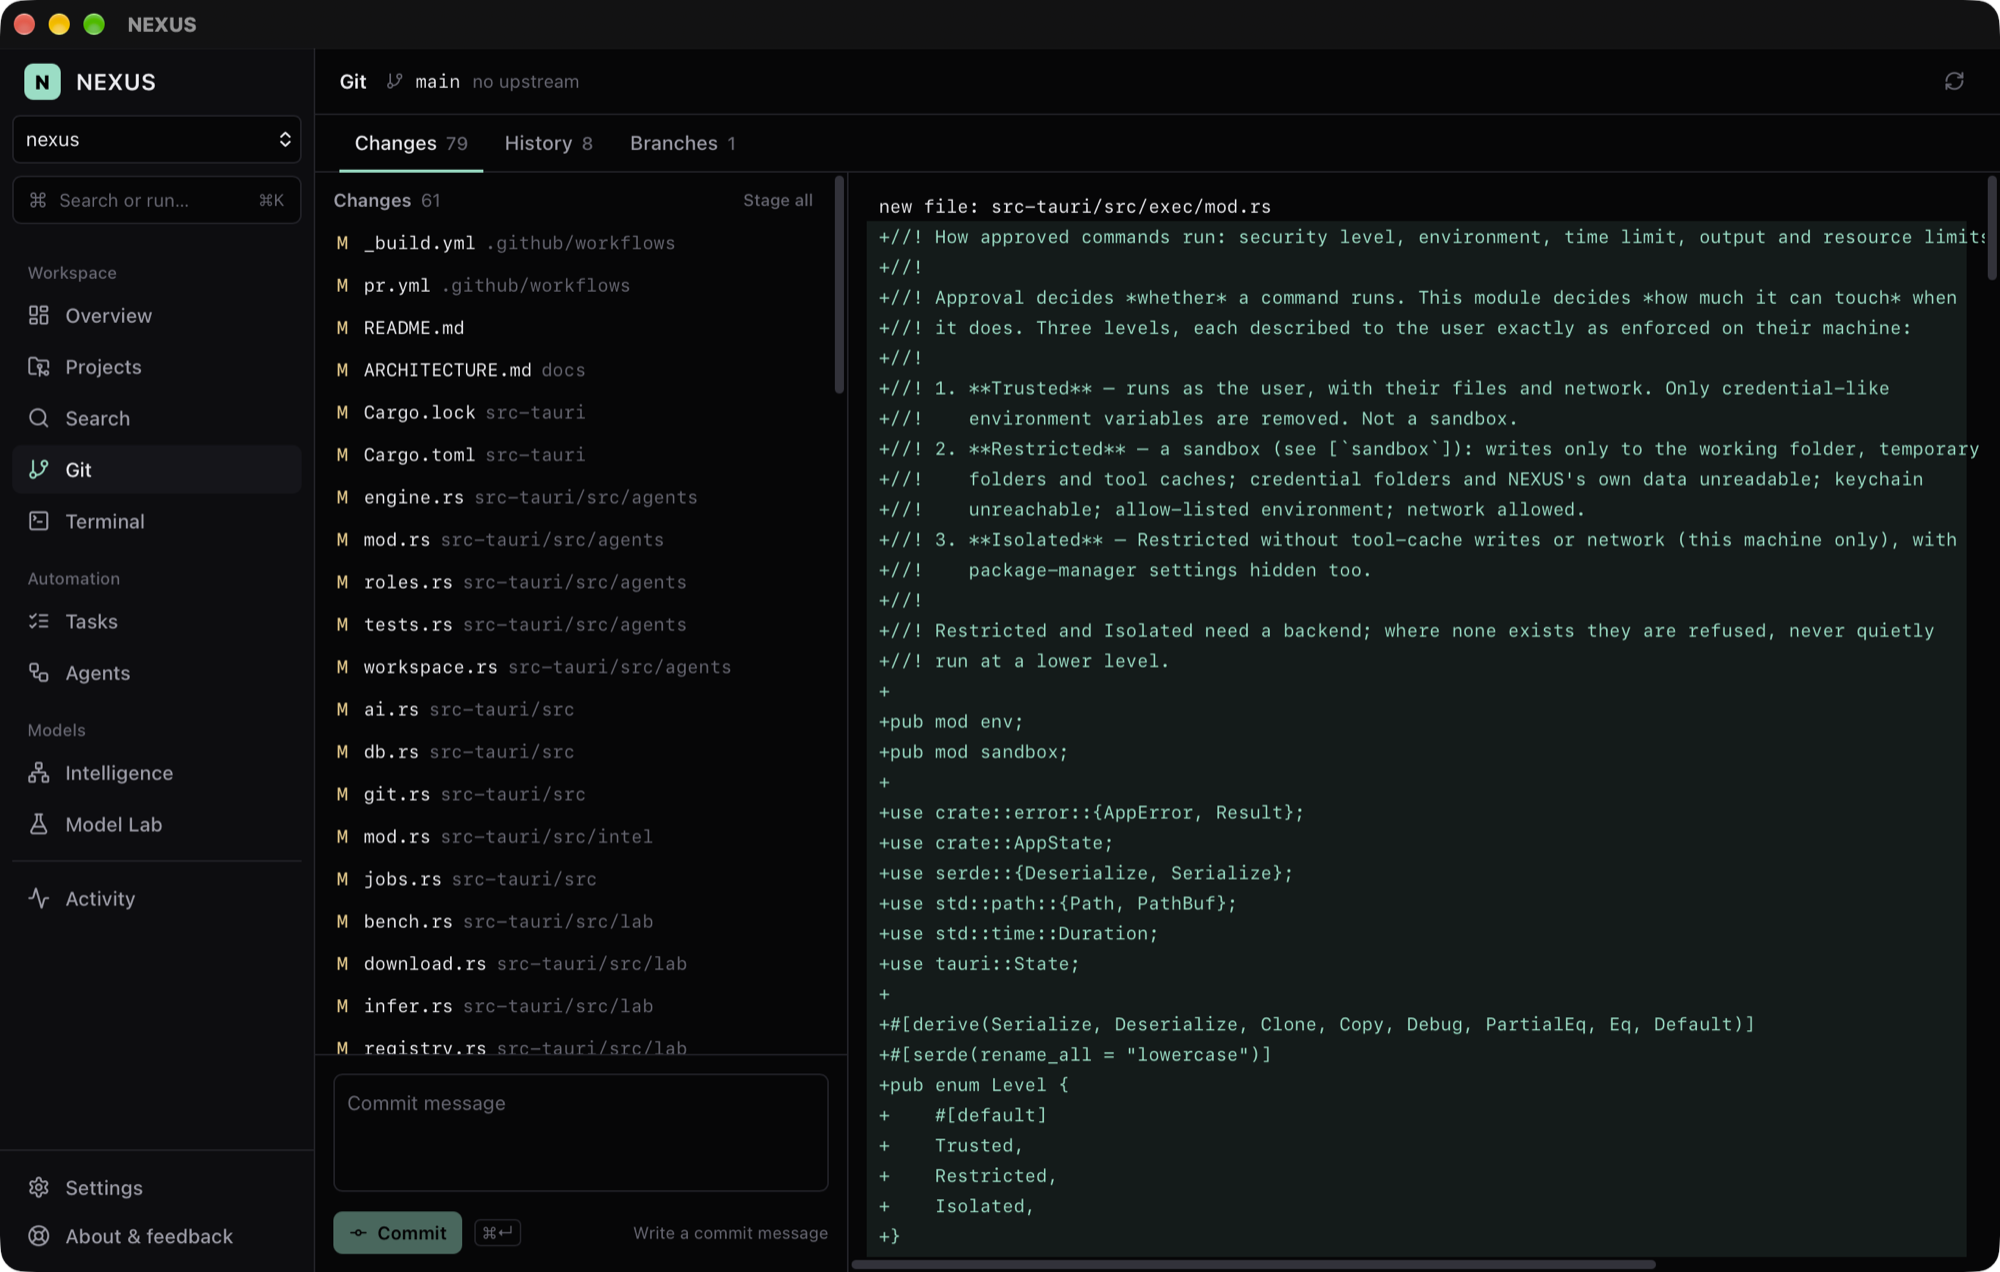 NEXUS
N NEXUS
nexus
⌘ Search or run... ⌘K
Workspace
Overview
Projects
Search
Git
Terminal
Automation
Tasks
Agents
Models
Intelligence
Model Lab
Activity
Settings
About & feedback
Git main no upstream
Changes 79 History 8 Branches 1
Changes 61 Stage all
M _build.yml .github/workflows
M pr.yml .github/workflows
M README.md
M ARCHITECTURE.md docs
M Cargo.lock src-tauri
M Cargo.toml src-tauri
M engine.rs src-tauri/src/agents
M mod.rs src-tauri/src/agents
M roles.rs src-tauri/src/agents
M tests.rs src-tauri/src/agents
M workspace.rs src-tauri/src/agents
M ai.rs src-tauri/src
M db.rs src-tauri/src
M git.rs src-tauri/src
M mod.rs src-tauri/src/intel
M jobs.rs src-tauri/src
M bench.rs src-tauri/src/lab
M download.rs src-tauri/src/lab
M infer.rs src-tauri/src/lab
M registry.rs src-tauri/src/lab
Commit message
Commit ⌘↵ Write a commit message
new file: src-tauri/src/exec/mod.rs
+//! How approved commands run: security level, environment, time limit, output and resource limits
+//!
+//! Approval decides *whether* a command runs. This module decides *how much it can touch* when
+//! it does. Three levels, each described to the user exactly as enforced on their machine:
+//!
+//! 1. **Trusted** — runs as the user, with their files and network. Only credential-like
+//!    environment variables are removed. Not a sandbox.
+//! 2. **Restricted** — a sandbox (see [`sandbox`]): writes only to the working folder, temporary
+//!    folders and tool caches; credential folders and NEXUS's own data unreadable; keychain
+//!    unreachable; allow-listed environment; network allowed.
+//! 3. **Isolated** — Restricted without tool-cache writes or network (this machine only), with
+//!    package-manager settings hidden too.
+//!
+//! Restricted and Isolated need a backend; where none exists they are refused, never quietly
+//! run at a lower level.
+
+pub mod env;
+pub mod sandbox;
+
+use crate::error::{AppError, Result};
+use crate::AppState;
+use serde::{Deserialize, Serialize};
+use std::path::{Path, PathBuf};
+use std::time::Duration;
+use tauri::State;
+
+#[derive(Serialize, Deserialize, Clone, Copy, Debug, PartialEq, Eq, Default)]
+#[serde(rename_all = "lowercase")]
+pub enum Level {
+    #[default]
+    Trusted,
+    Restricted,
+    Isolated,
+}